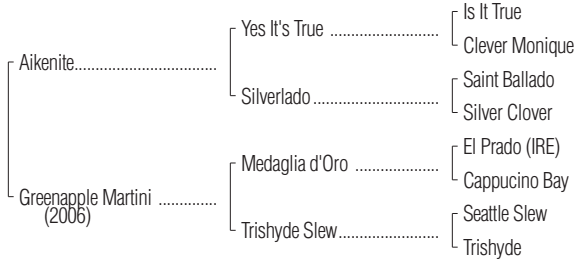 Is It True
Yes It's True ......................
Clever Monique
Aikenite.............................
Saint Ballado
Silverlado .........................
Silver Clover
El Prado (IRE)
Medaglia d'Oro .................
Cappucino Bay
Greenapple Martini ............
(2006)
Seattle Slew
Trishyde Slew....................
Trishyde